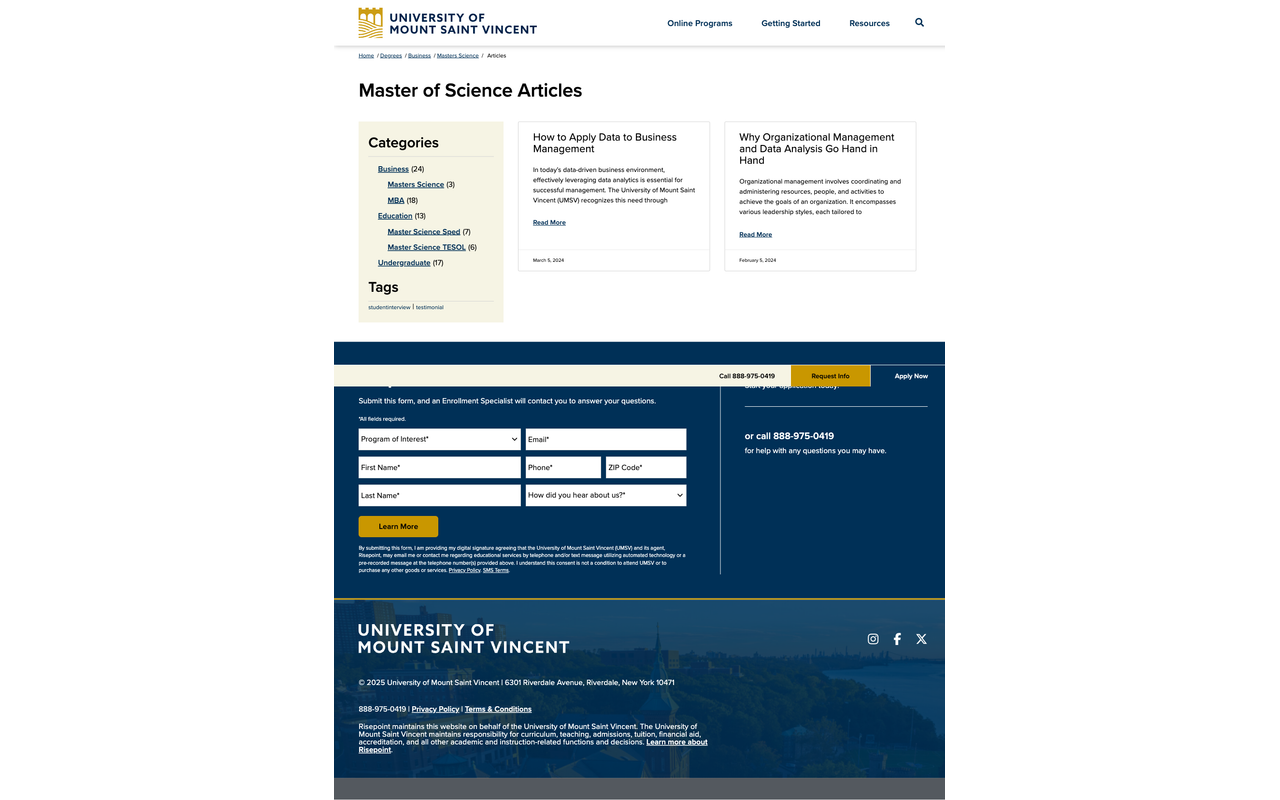 UNIVERSITY OF
MOUNT SAINT VINCENT
Online Programs
Getting Started
Resources
Home / Degrees / Business / Masters Science / Articles
Master of Science Articles
Categories
Business (24)
Masters Science (3)
MBA (18)
Education (13)
Master Science Sped (7)
Master Science TESOL (6)
Undergraduate (17)
Tags
studentinterview | testimonial
How to Apply Data to Business
Management
In today's data-driven business environment,
effectively leveraging data analytics is essential for
successful management. The University of Mount Saint
Vincent (UMSV) recognizes this need through
Read More
March 5, 2024
Why Organizational Management
and Data Analysis Go Hand in
Hand
Organizational management involves coordinating and
administering resources, people, and activities to
achieve the goals of an organization. It encompasses
various leadership styles, each tailored to
Read More
February 5, 2024
Call 888-975-0419
Request Info
Apply Now
Submit this form, and an Enrollment Specialist will contact you to answer your questions.
*All fields required.
Program of Interest*
Email*
First Name*
Phone*
ZIP Code*
Last Name*
How did you hear about us?*
Learn More
By submitting this form, I am providing my digital signature agreeing that the University of Mount Saint Vincent (UMSV) and its agent,
Risepoint, may email me or contact me regarding educational services by telephone and/or text message utilizing automated technology or a
pre-recorded message at the telephone number(s) provided above. I understand this consent is not a condition to attend UMSV or to
purchase any other goods or services. Privacy Policy. SMS Terms.
start your application today.
or call 888-975-0419
for help with any questions you may have.
UNIVERSITY OF
MOUNT SAINT VINCENT
© 2025 University of Mount Saint Vincent | 6301 Riverdale Avenue, Riverdale, New York 10471
888-975-0419 | Privacy Policy | Terms & Conditions
Risepoint maintains this website on behalf of the University of Mount Saint Vincent. The University of
Mount Saint Vincent maintains responsibility for curriculum, teaching, admissions, tuition, financial aid,
accreditation, and all other academic and instruction-related functions and decisions. Learn more about
Risepoint.